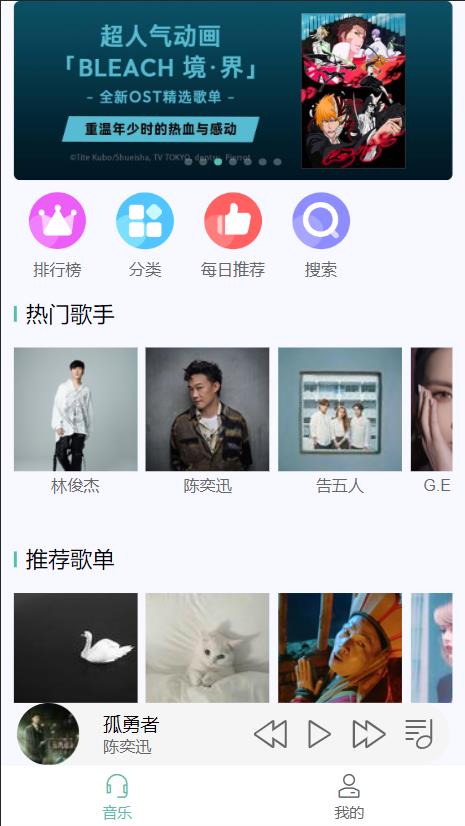 超人气动画
「BLEACH 境·界」
- 全新OST精选歌单 -
重温年少时的热血与感动
©Tite Kubo/Shueisha, TV TOKYO, dentsu, Pierrot
排行榜
分类
每日推荐
搜索
热门歌手
林俊杰
陈奕迅
告五人
G.E
推荐歌单
孤勇者
陈奕迅
音乐
我的